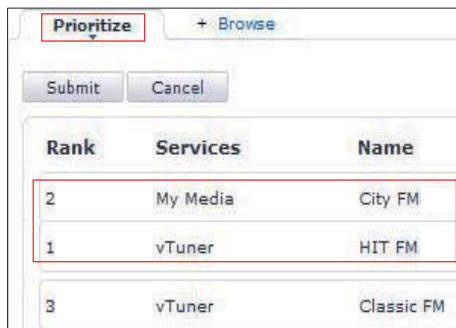 Prioritize + Browse
Submit Cancel
Rank Services Name
2 My Media City FM
1 vTuner HIT FM
3 vTuner Classic FM